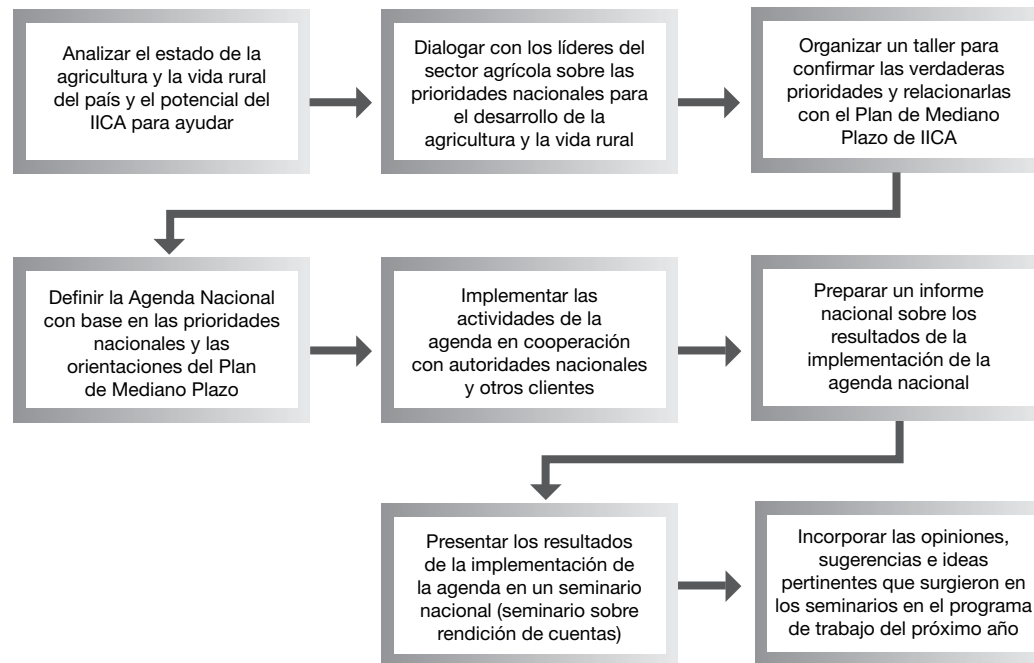 Analizar el estado de la
agricultura y la vida rural
del país y el potencial del
IICA para ayudar
Dialogar con los líderes del
sector agrícola sobre las
prioridades nacionales para
el desarrollo de la
agricultura y la vida rural
Organizar un taller para
confirmar las verdaderas
prioridades y relacionarlas
con el Plan de Mediano
Plazo de IICA
Definir la Agenda Nacional
con base en las prioridades
nacionales y las
orientaciones del Plan
de Mediano Plazo
Implementar las
actividades de la
agenda en cooperación
con autoridades nacionales
y otros clientes
Preparar un informe
nacional sobre los
resultados de la
implementación de la
agenda nacional
Presentar los resultados
de la implementación de
la agenda en un seminario
nacional (seminario sobre
rendición de cuentas)
Incorporar las opiniones,
sugerencias e ideas
pertinentes que surgieron en
los seminarios en el programa
de trabajo del próximo año